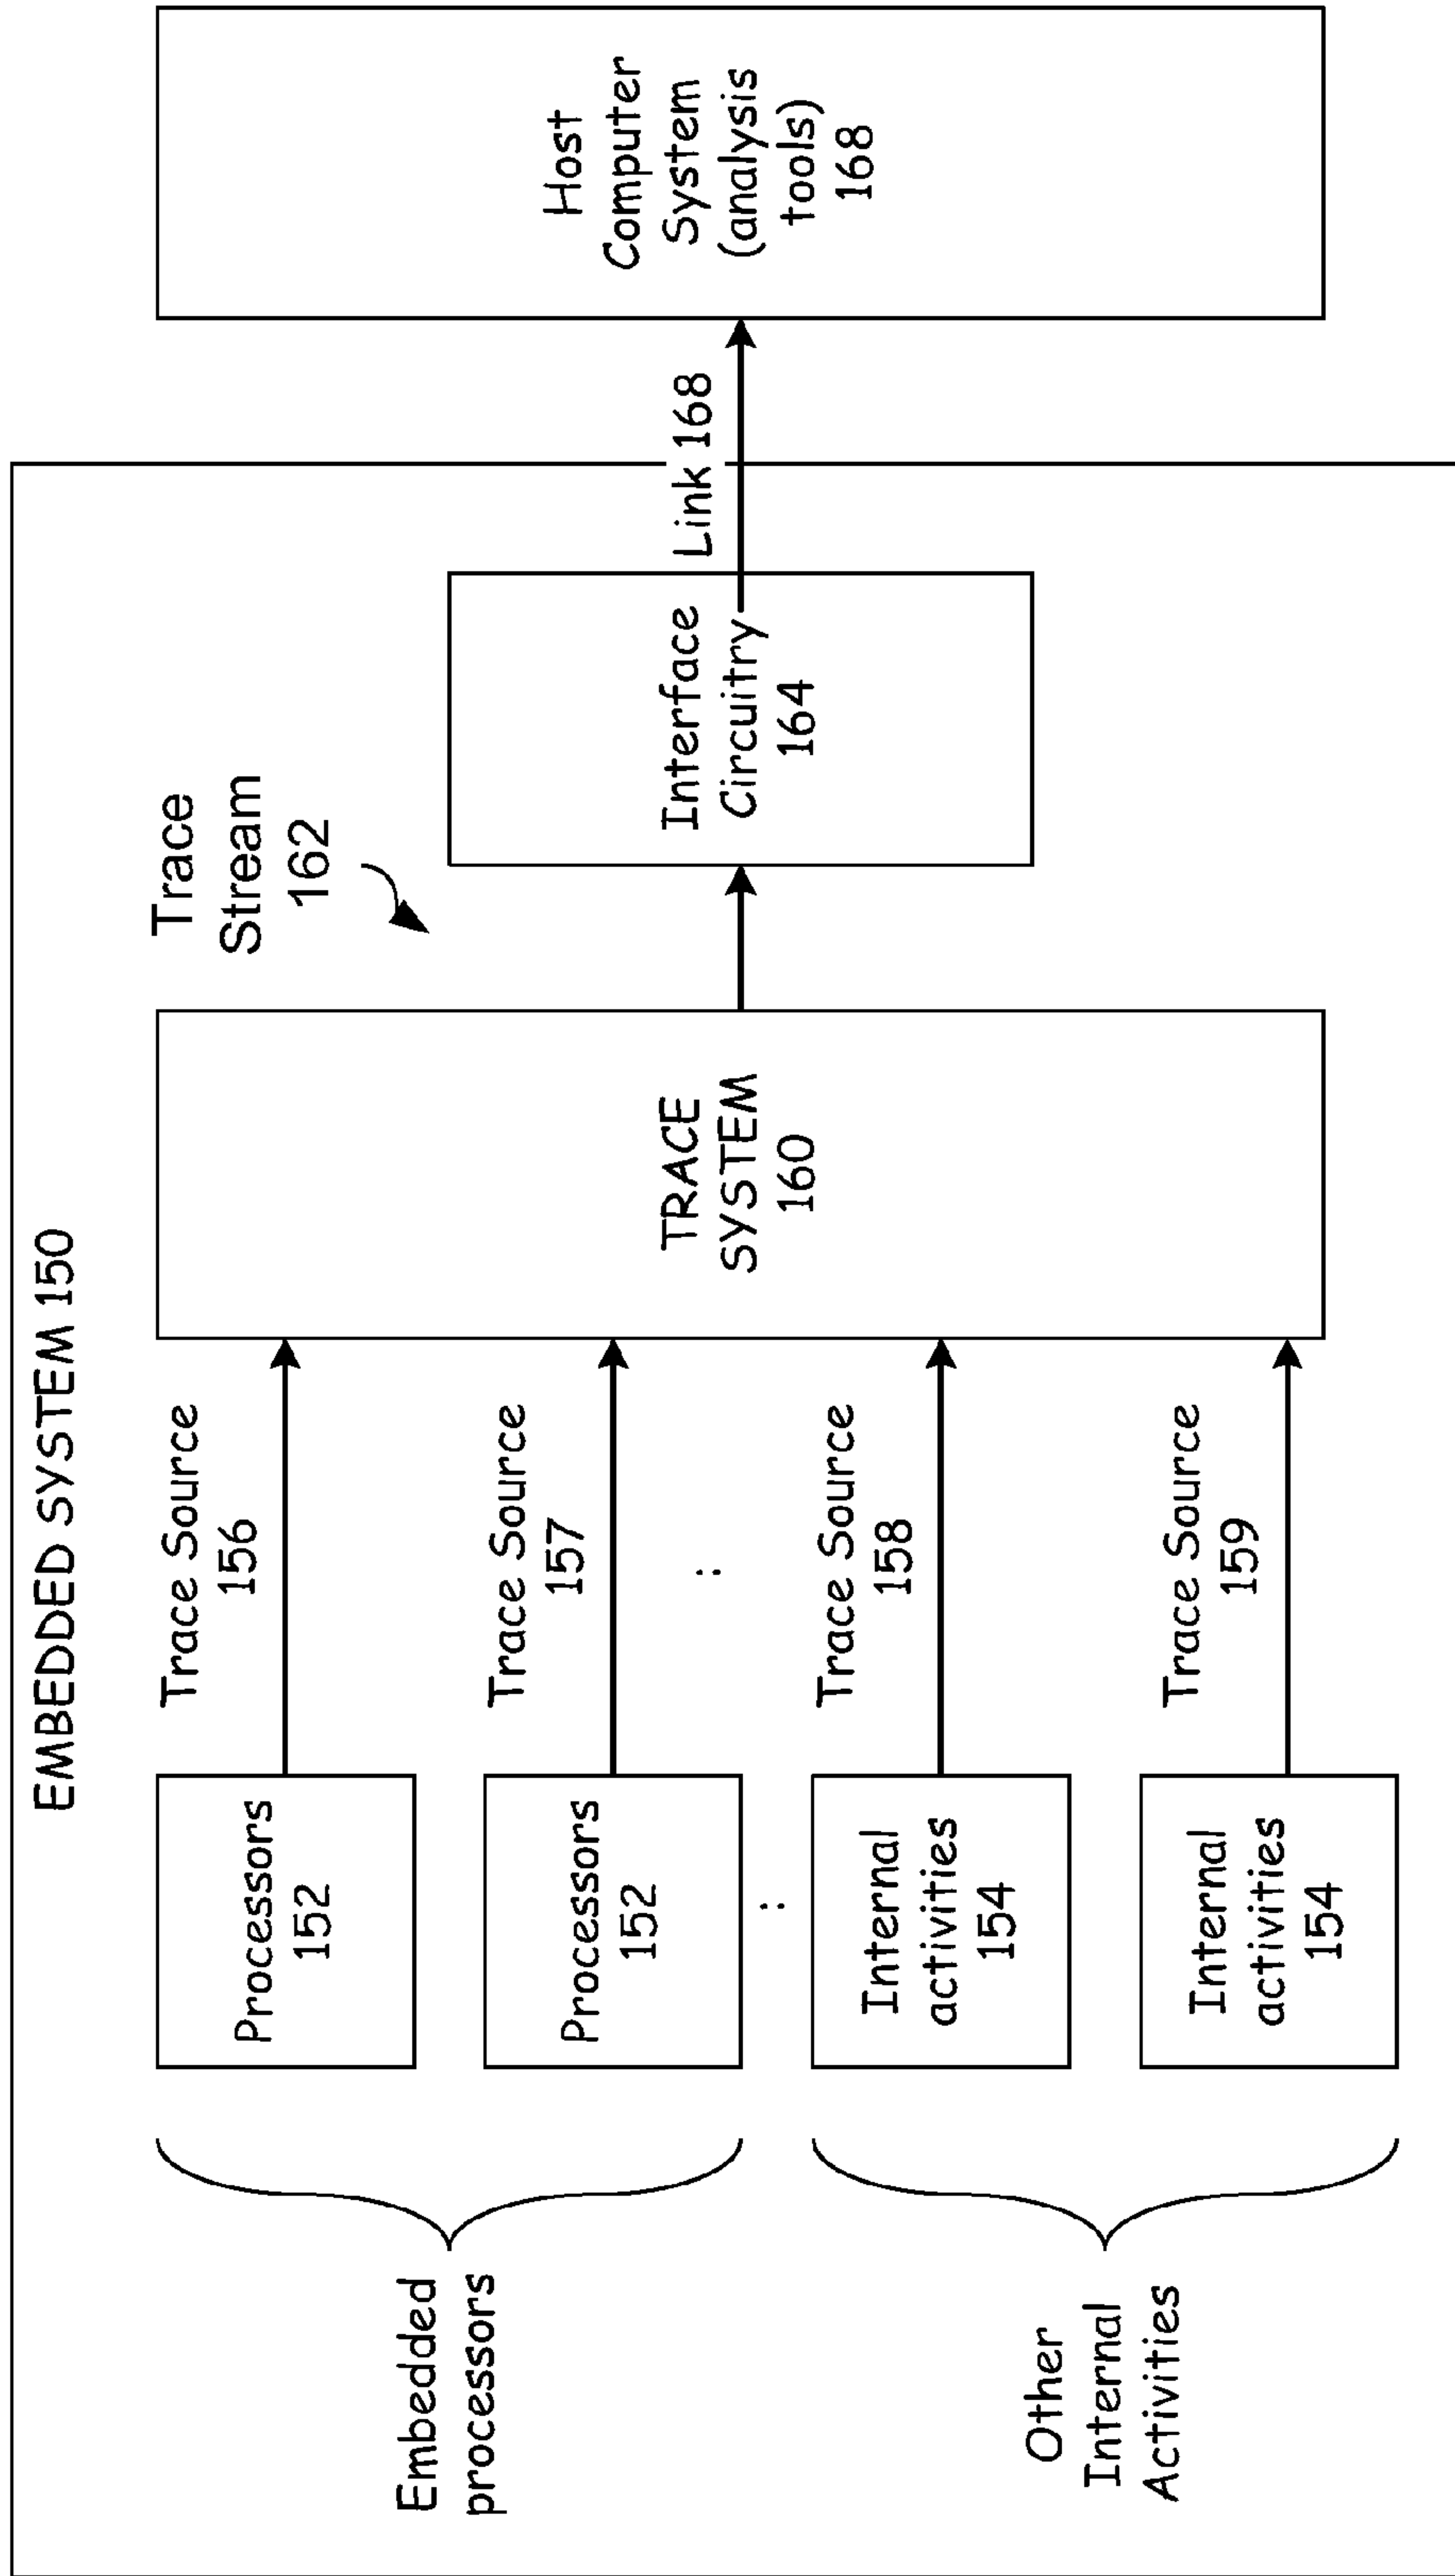 EMBEDDED SYSTEM 150
Embedded
processors
Other
Internal
Activities
Processors
152
Processors
152
:
Internal
activities
154
Internal
activities
154
Trace Source
156
Trace Source
157
:
Trace Source
158
Trace Source
159
TRACE
SYSTEM
160
Trace
Stream
162
Interface
Circuitry
164
Link 168
Host
Computer
System
(analysis
tools)
168